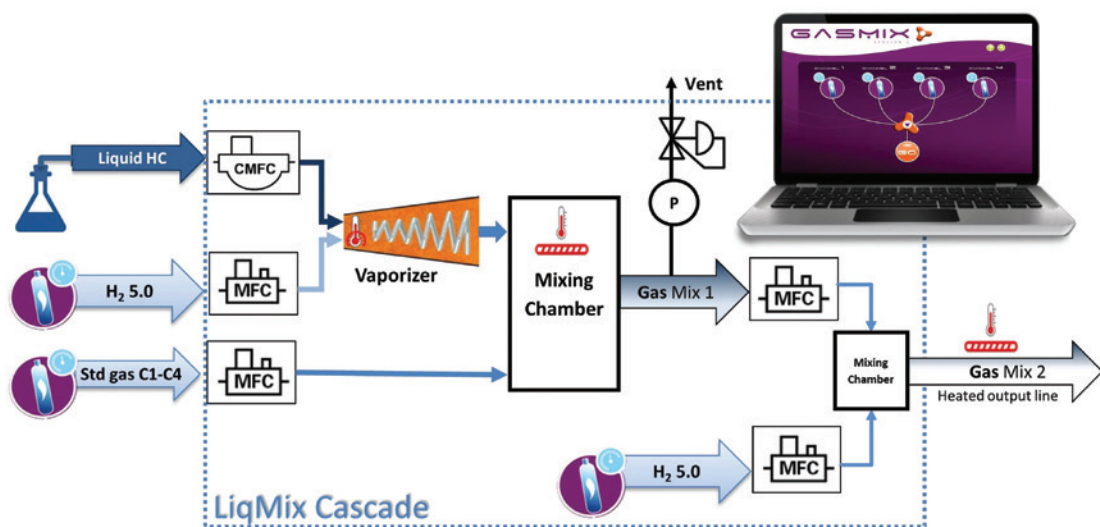 GASMIX
Vent
Liquid HC
CMFC
P
Vaporizer
H₂ 5.0
MFC
Mixing
Chamber
Gas Mix 1
MFC
Std gas C1-C4
MFC
Mixing
Chamber
Gas Mix 2
Heated output line
H₂ 5.0
MFC
LiqMix Cascade